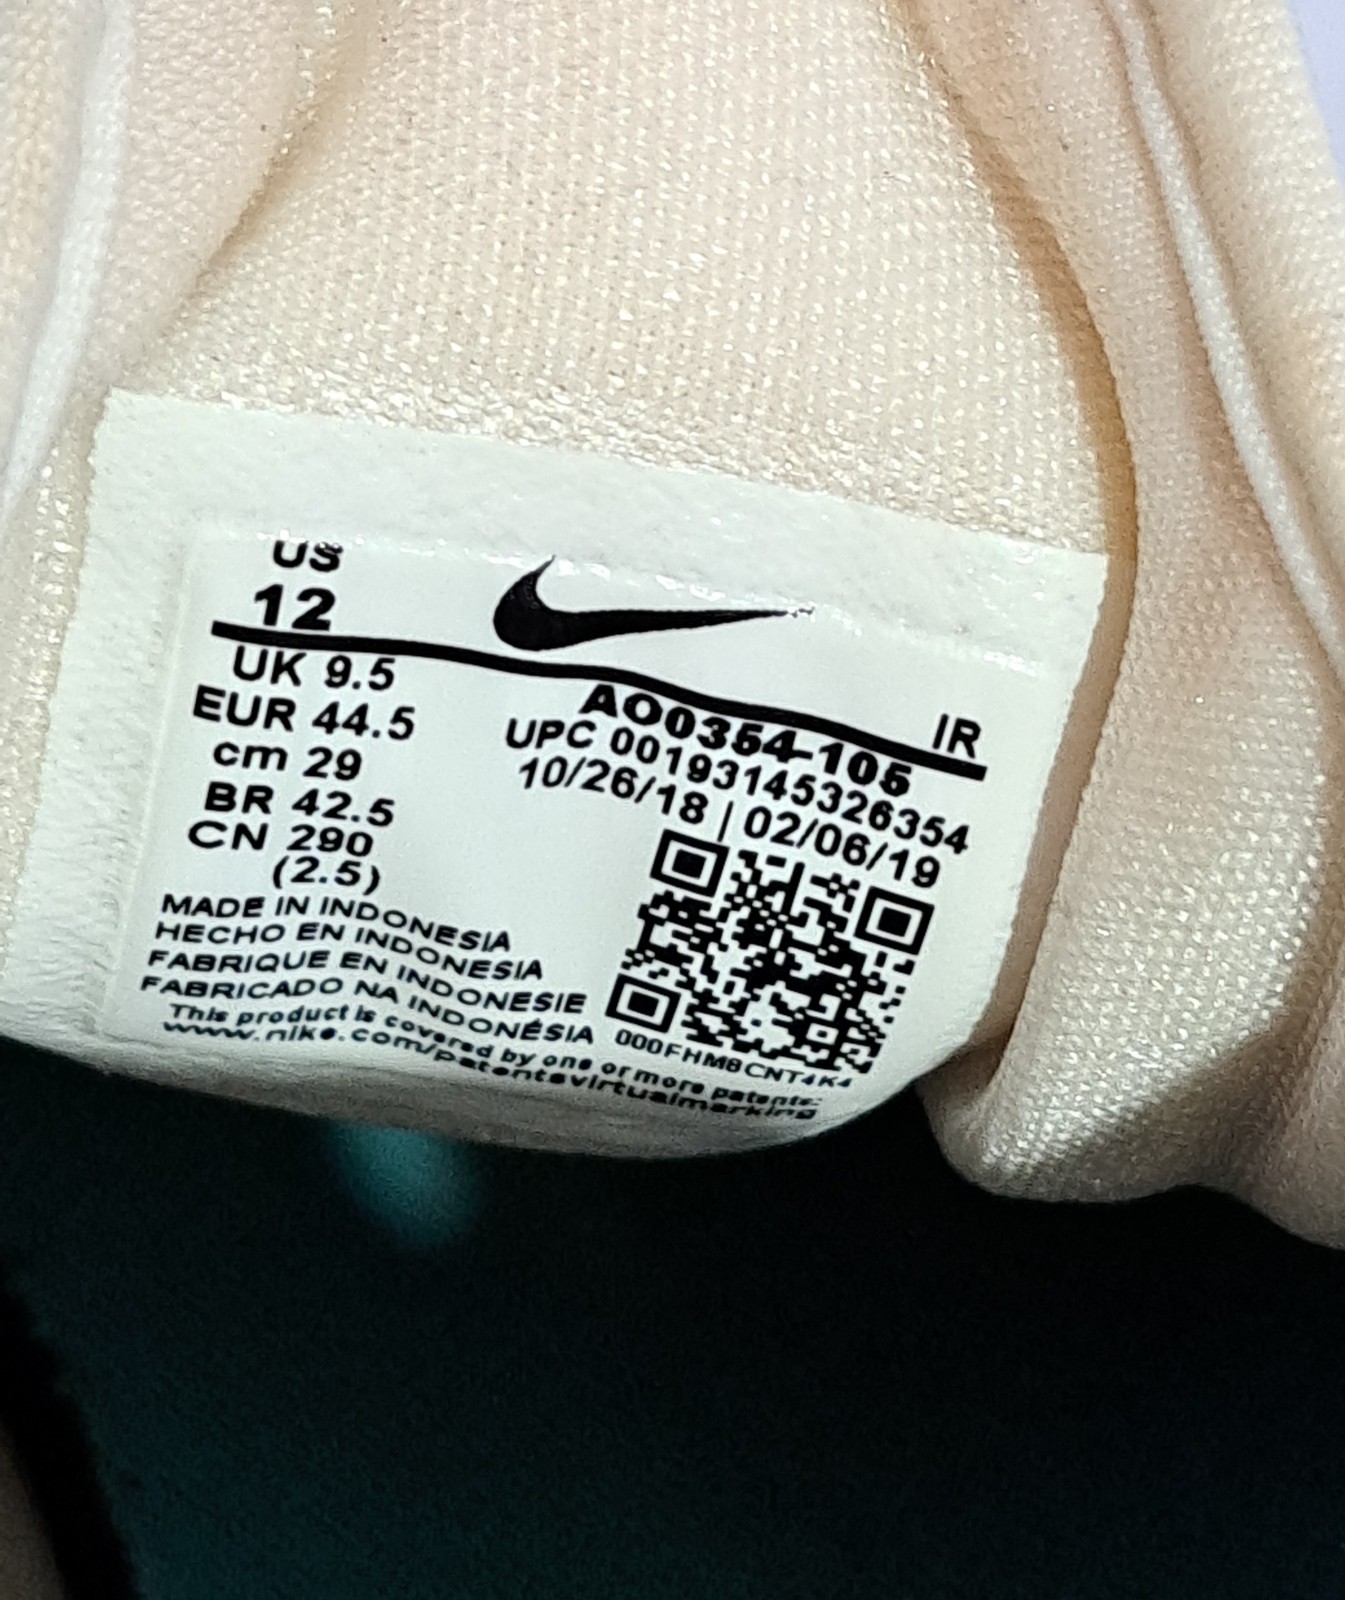 US
12
UK 9.5
EUR 44.5
cm 29
BR 42.5
CN 290
(2.5)
IR
AO0354-105
UPC 00193145326354
10/26/18 | 02/06/19
MADE IN INDONESIA
HECHO EN INDONESIA
FABRIQUE EN INDONESIE
FABRICADO NA INDONÉSIA
This product is covered by one or more patents:
www.nike.com/patentsvirtualmarking
000FHM8CNT4K4